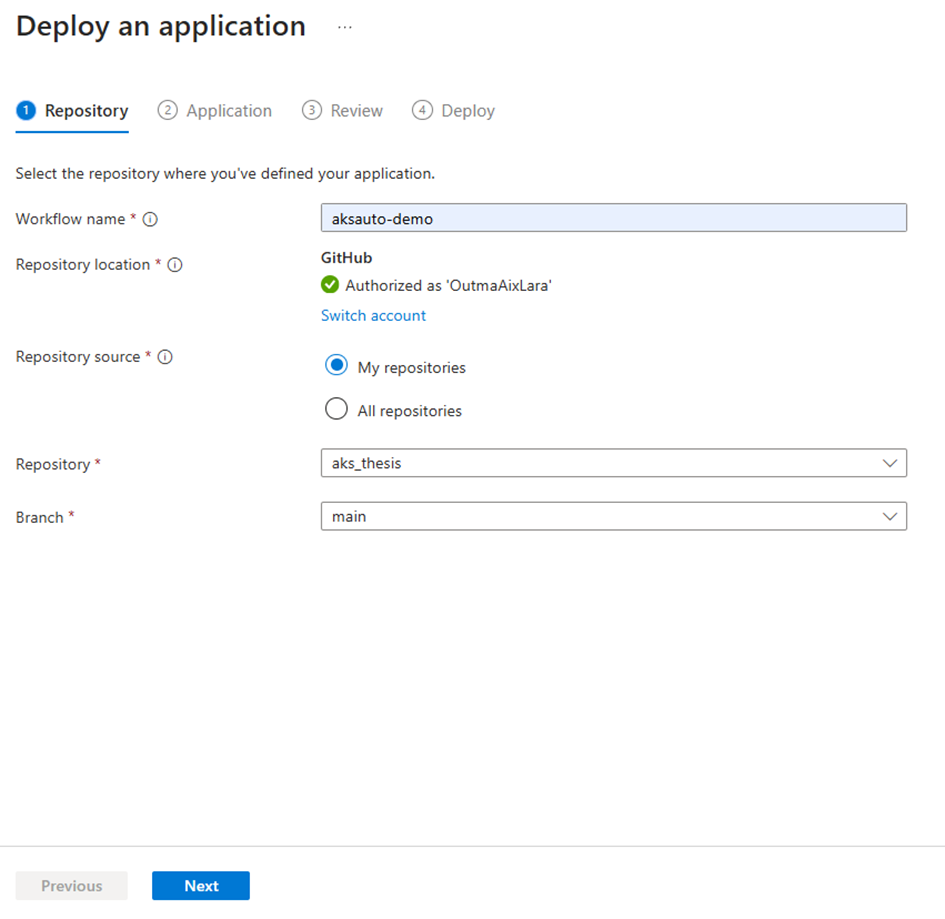 Deploy an application ...
1 Repository 2 Application 3 Review 4 Deploy
Select the repository where you've defined your application.
Workflow name * aksauto-demo
Repository location * GitHub
Authorized as 'OutmaAixLara'
Switch account
Repository source * My repositories
All repositories
Repository * aks_thesis
Branch * main
Previous Next